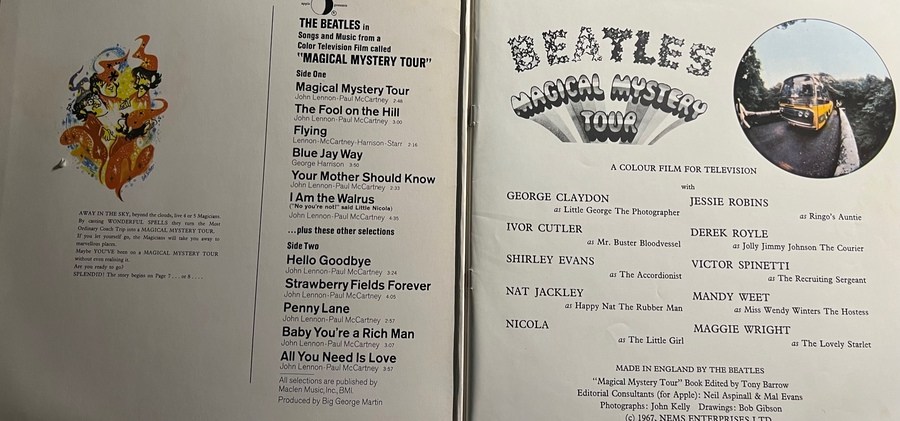 AWAY IN THE SKY, beyond the clouds, live 4 or 5 Magicians.
By casting WONDERFUL SPELLS they turn the Most
Ordinary Coach Trip into a MAGICAL MYSTERY TOUR.
If you let yourself go, the Magicians will take you away to
marvellous places.
Maybe YOU'VE been on a MAGICAL MYSTERY TOUR
without even realising it.
Are you ready to go?
SPLENDID! The story begins on Page 7 .... or 8 ....
THE BEATLES in
Songs and Music from a
Color Television Film called
"MAGICAL MYSTERY TOUR"
Side One
Magical Mystery Tour
John Lennon-Paul McCartney 2:48
The Fool on the Hill
John Lennon-Paul McCartney 3:00
Flying
Lennon-McCartney-Harrison-Starr 2:16
Blue Jay Way
George Harrison 3:50
Your Mother Should Know
John Lennon-Paul McCartney 2:33
I Am the Walrus
("No you're not!" said Little Nicola)
John Lennon-Paul McCartney 4:35
...plus these other selections
Side Two
Hello Goodbye
John Lennon-Paul McCartney 3:24
Strawberry Fields Forever
John Lennon-Paul McCartney 4:05
Penny Lane
John Lennon-Paul McCartney 2:57
Baby You're a Rich Man
John Lennon-Paul McCartney 3:07
All You Need Is Love
John Lennon-Paul McCartney 3:57
All selections are published by
Maclen Music, Inc., BMI.
Produced by Big George Martin
BEATLES
MAGICAL MYSTERY
TOUR
A COLOUR FILM FOR TELEVISION
with
GEORGE CLAYDON
as Little George The Photographer
IVOR CUTLER
as Mr. Buster Bloodvessel
SHIRLEY EVANS
as The Accordionist
NAT JACKLEY
as Happy Nat The Rubber Man
NICOLA
as The Little Girl
JESSIE ROBINS
as Ringo's Auntie
DEREK ROYLE
as Jolly Jimmy Johnson The Courier
VICTOR SPINETTI
as The Recruiting Sergeant
MANDY WEET
as Miss Wendy Winters The Hostess
MAGGIE WRIGHT
as The Lovely Starlet
MADE IN ENGLAND BY THE BEATLES
"Magical Mystery Tour" Book Edited by Tony Barrow
Editorial Consultants (for Apple): Neil Aspinall & Mal Evans
Photographs: John Kelly Drawings: Bob Gibson
(c) 1967, NEMS ENTERPRISES LTD